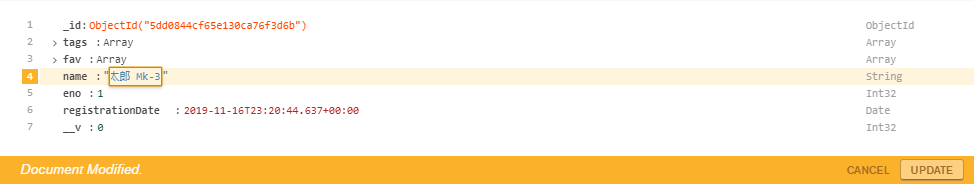 1 _id:ObjectId("5dd0844cf65e130ca76f3d6b") ObjectId
2 > tags :Array Array
3 > fav :Array Array
4 name :"太郎 Mk-3" String
5 eno :1 Int32
6 registrationDate :2019-11-16T23:20:44.637+00:00 Date
7 __v :0 Int32
Document Modified. CANCEL UPDATE